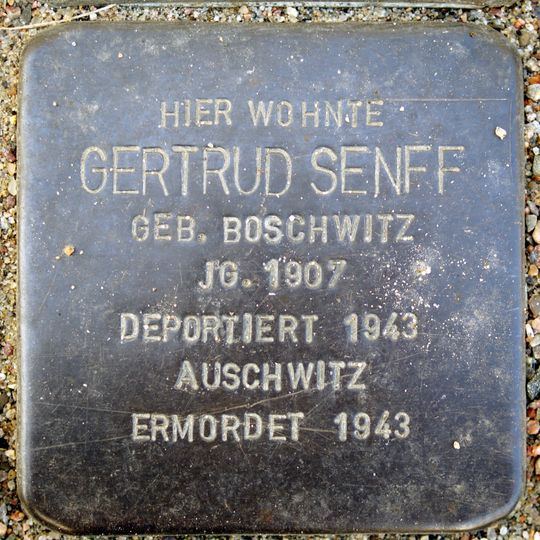 HIER WOHNTE
GERTRUD SENFF
GEB. BOSCHWITZ
JG. 1907
DEPORTIERT 1943
AUSCHWITZ
ERMORDET 1943